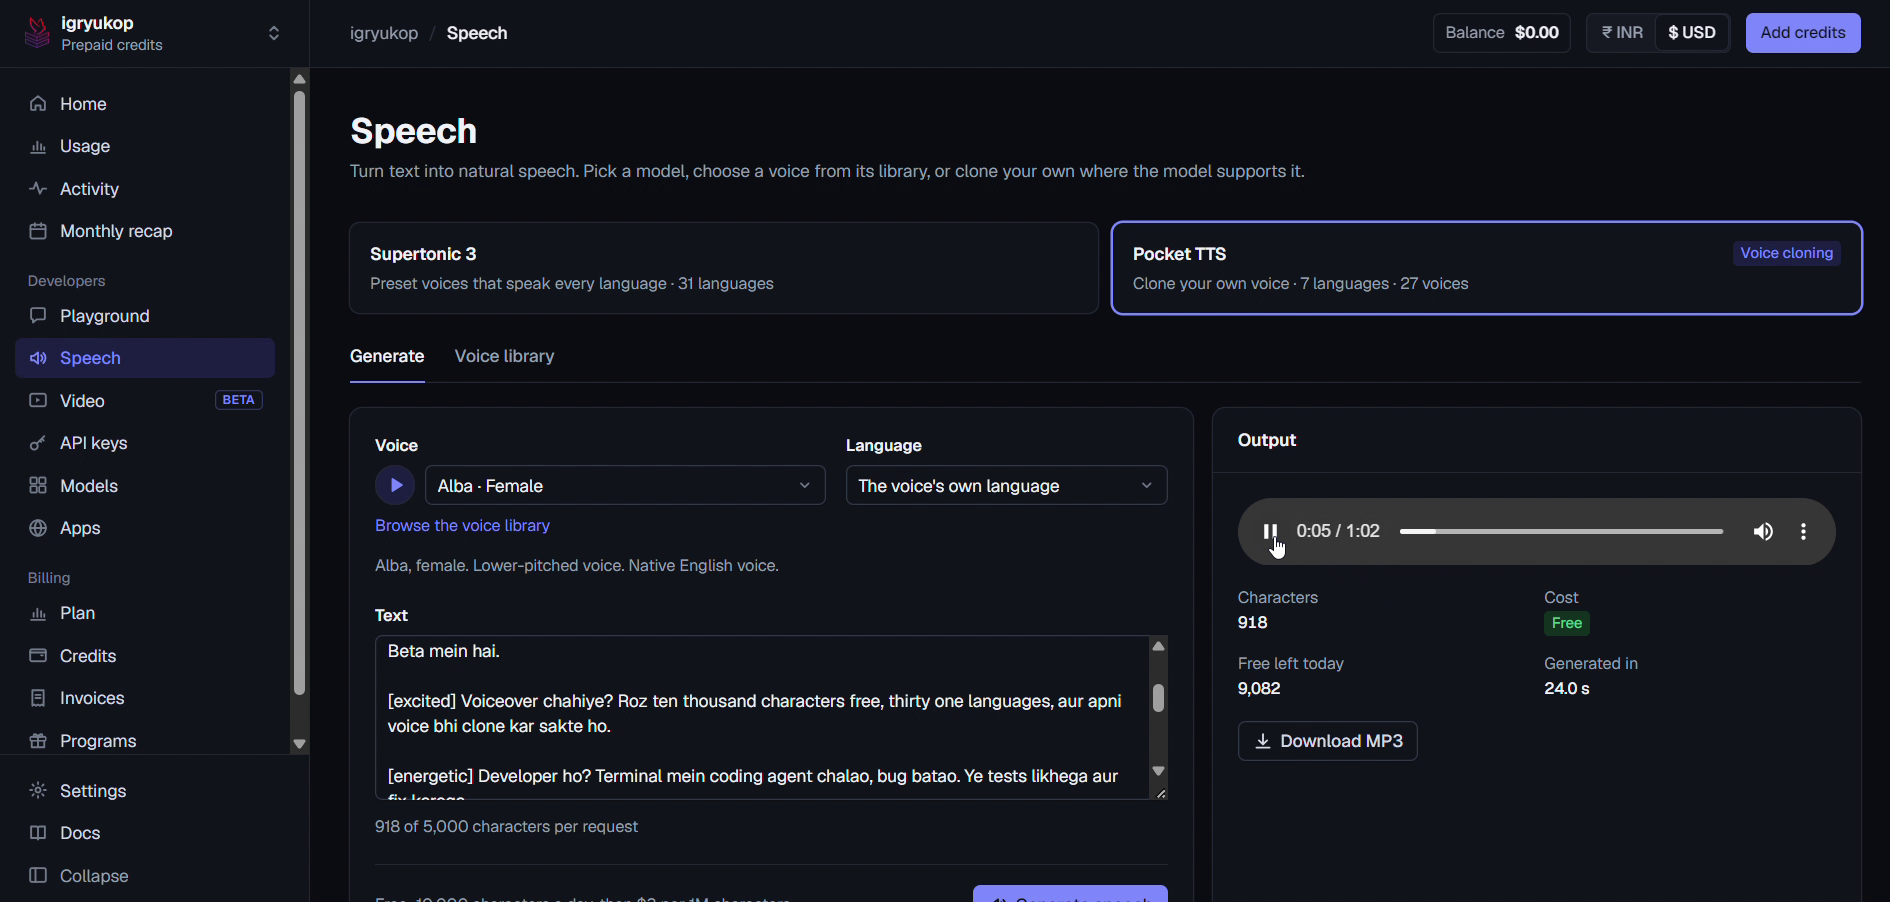 igryukop
Prepaid credits
Home
Usage
Activity
Monthly recap
Developers
Playground
Speech
Video BETA
API keys
Models
Apps
Billing
Plan
Credits
Invoices
Programs
Settings
Docs
Collapse
igryukop / Speech
Balance $0.00 ₹ INR $ USD Add credits
Speech
Turn text into natural speech. Pick a model, choose a voice from its library, or clone your own where the model supports it.
Supertonic 3
Preset voices that speak every language · 31 languages
Pocket TTS Voice cloning
Clone your own voice · 7 languages · 27 voices
Generate Voice library
Voice Language
Alba · Female The voice's own language
Browse the voice library
Alba, female. Lower-pitched voice. Native English voice.
Text
Beta mein hai.
[excited] Voiceover chahiye? Roz ten thousand characters free, thirty one languages, aur apni
voice bhi clone kar sakte ho.
[energetic] Developer ho? Terminal mein coding agent chalao, bug batao. Ye tests likhega aur
918 of 5,000 characters per request
Output
0:05 / 1:02
Characters Cost
918 Free
Free left today Generated in
9,082 24.0 s
Download MP3